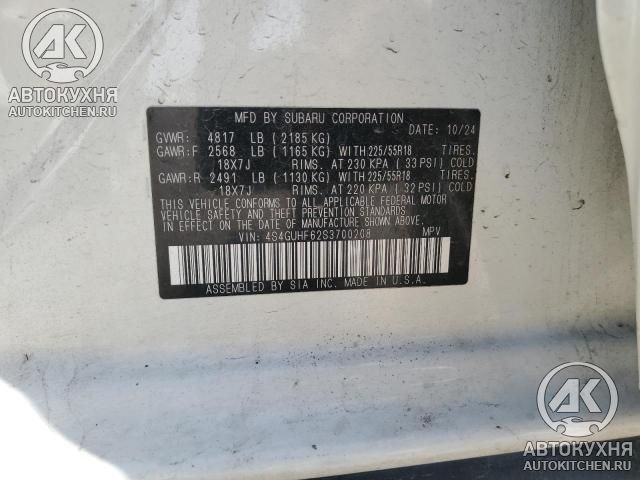 AK
АВТОКУХНЯ
AUTOKITCHEN.RU
MFD BY SUBARU CORPORATION
DATE: 10/24
GVWR: 4817 LB (2185 KG)
GAWR:F 2568 LB (1165 KG) WITH 225/55R18 TIRES.
18X7J RIMS. AT 230 KPA (33 PSI) COLD
GAWR:R 2491 LB (1130 KG) WITH 225/55R18 TIRES.
18X7J RIMS. AT 220 KPA (32 PSI) COLD
THIS VEHICLE CONFORMS TO ALL APPLICABLE FEDERAL MOTOR
VEHICLE SAFETY AND THEFT PREVENTION STANDARDS
IN EFFECT ON THE DATE OF MANUFACTURE SHOWN ABOVE.
VIN: 4S4GUHF62S3700208 MPV
ASSEMBLED BY SIA INC. MADE IN U.S.A.
AK
АВТОКУХНЯ
AUTOKITCHEN.RU